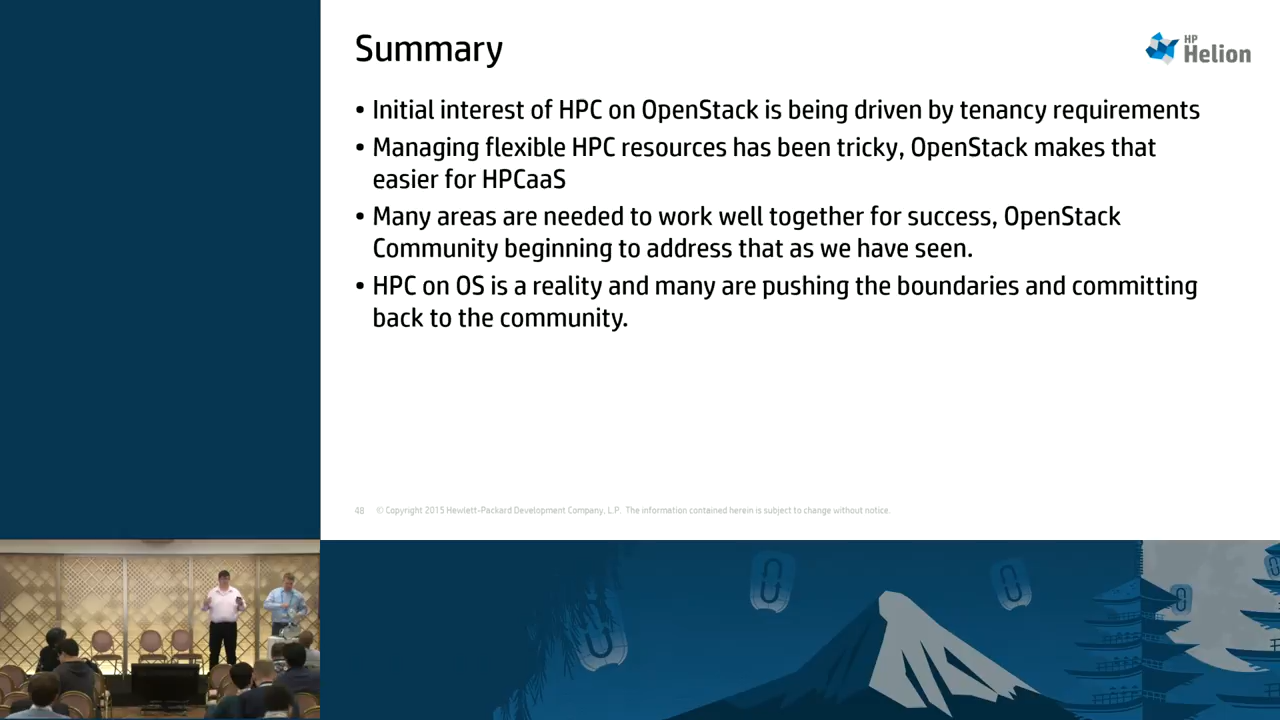 Summary
HP
Helion
• Initial interest of HPC on OpenStack is being driven by tenancy requirements
• Managing flexible HPC resources has been tricky, OpenStack makes that
easier for HPCaaS
• Many areas are needed to work well together for success, OpenStack
Community beginning to address that as we have seen.
• HPC on OS is a reality and many are pushing the boundaries and committing
back to the community.
48 © Copyright 2015 Hewlett-Packard Development Company, L.P. The information contained herein is subject to change without notice.